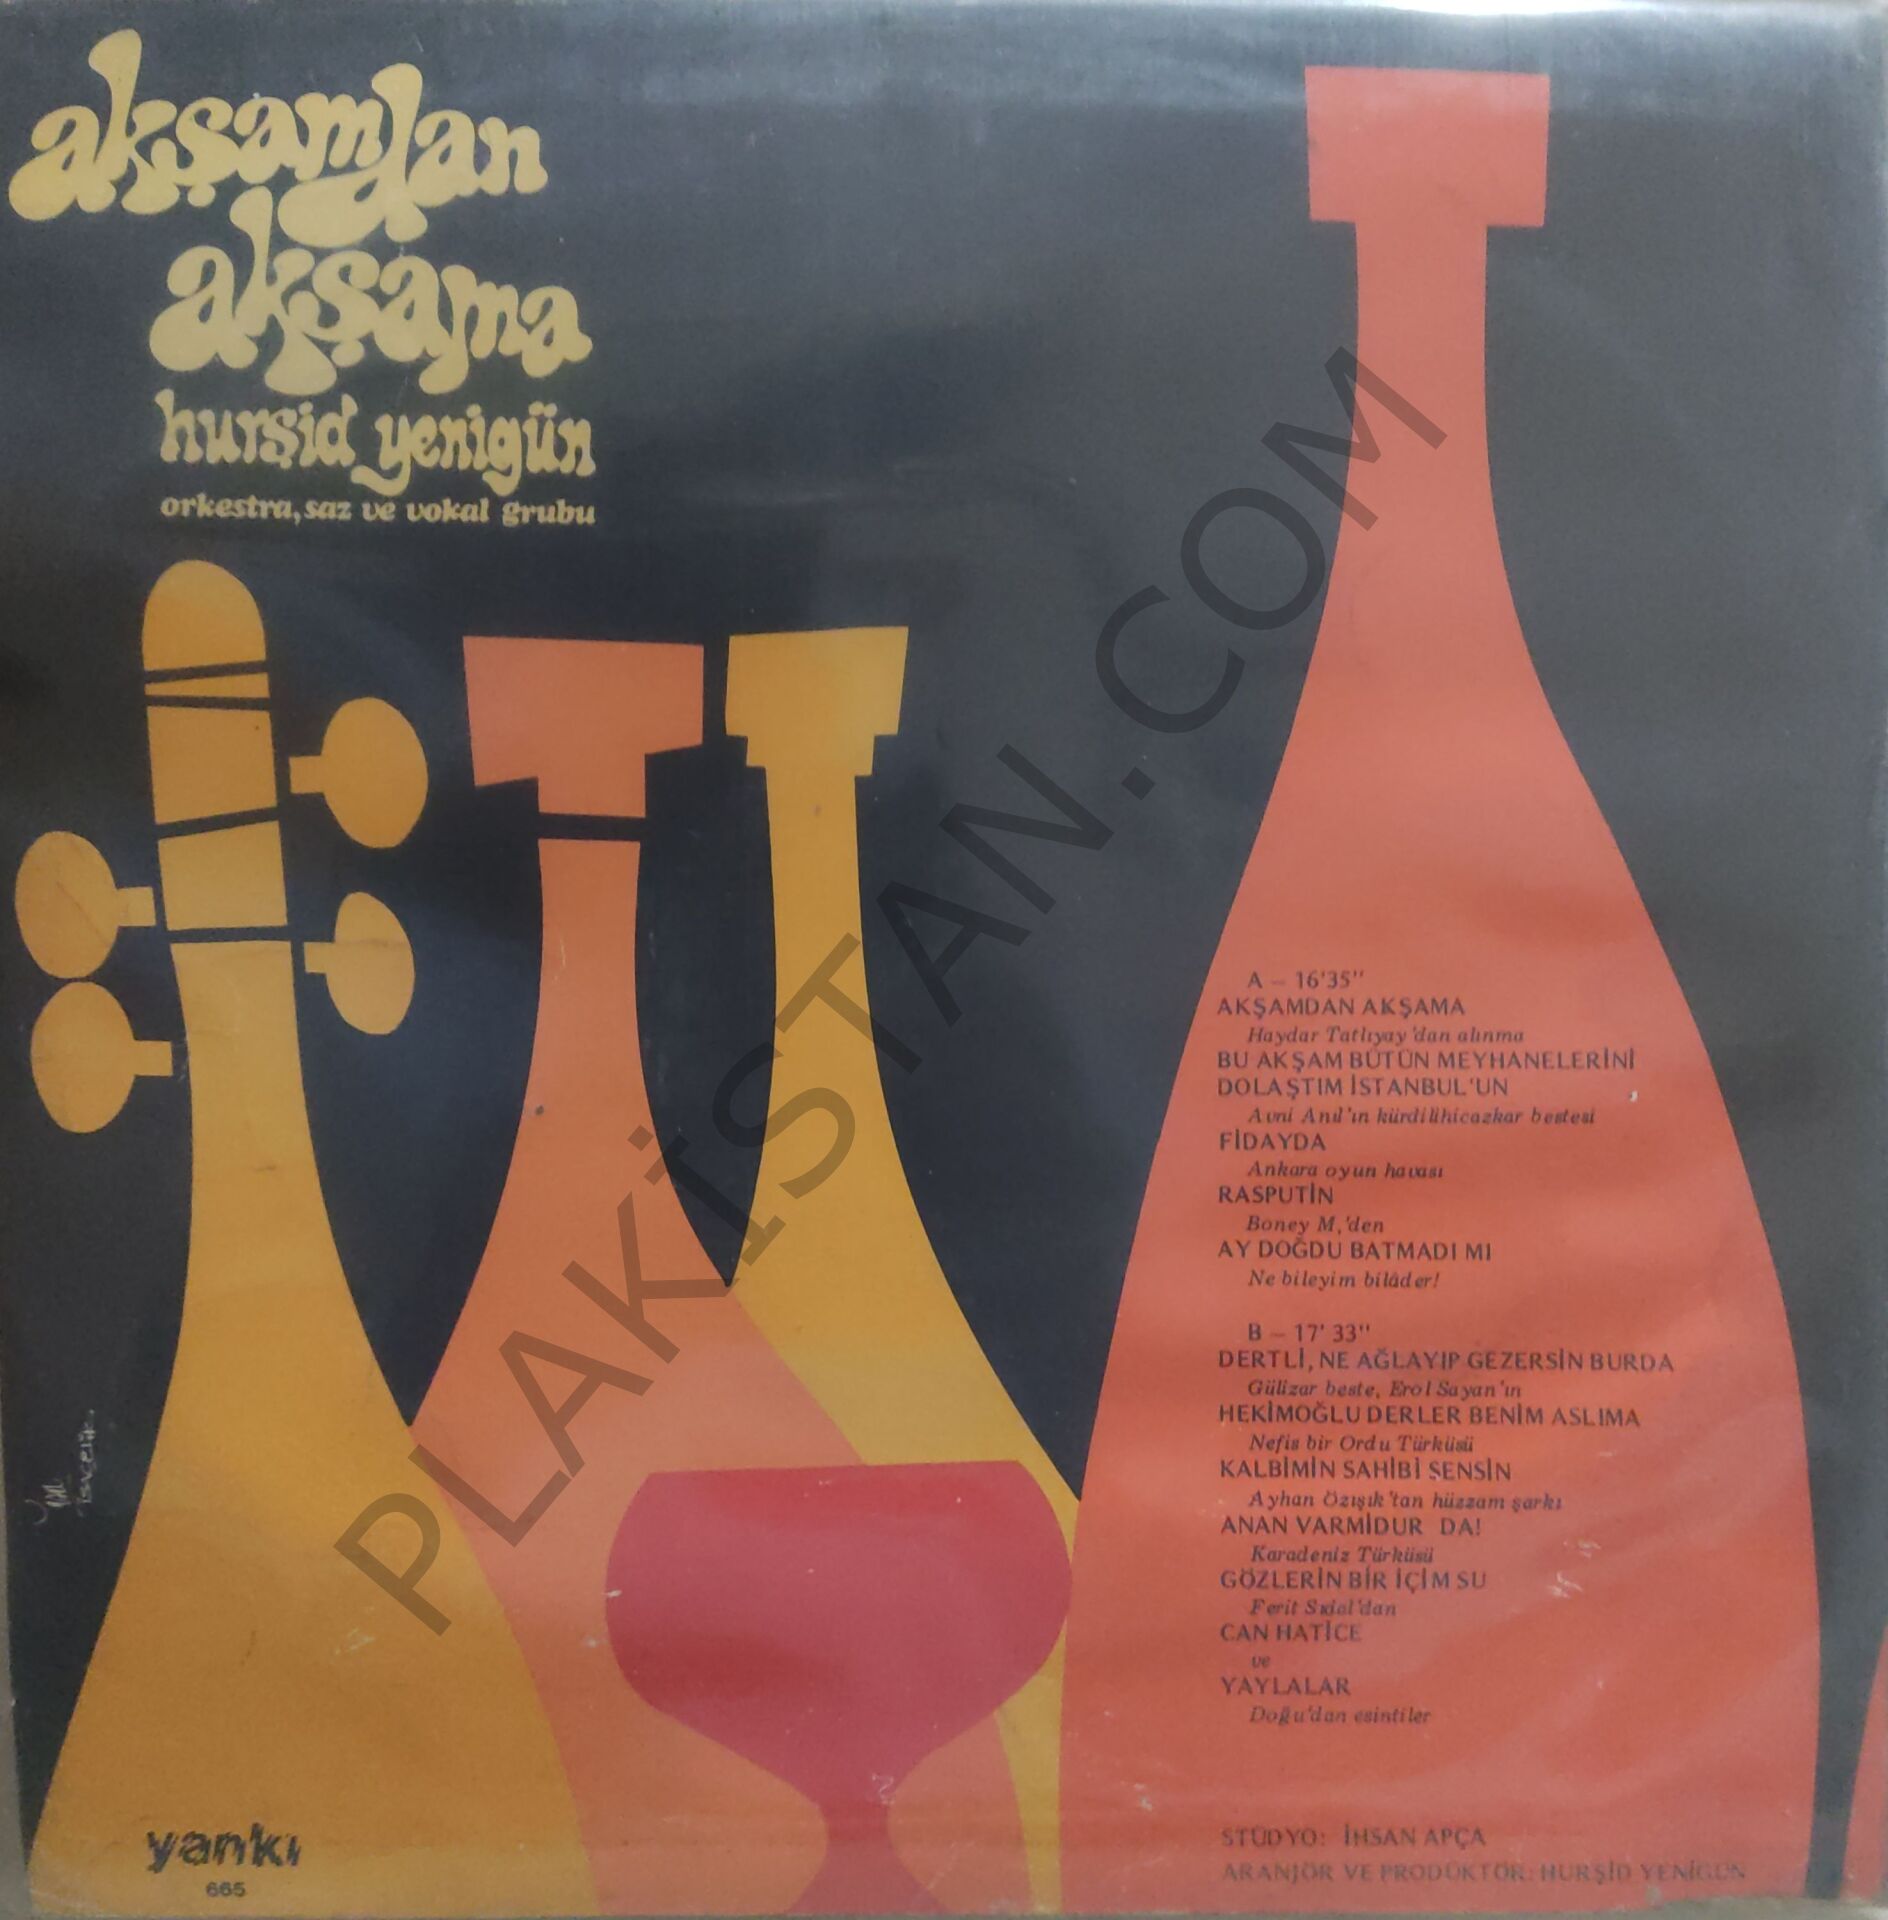 akşamdan
akşama
hurşid yenigün
orkestra, saz ve vokal grubu
A – 16'35"
AKŞAMDAN AKŞAMA
Haydar Tatlıyay'dan alınma
BU AKŞAM BÜTÜN MEYHANELERİNİ
DOLAŞTIM İSTANBUL'UN
Avni Anıl'ın kürdilihicazkar bestesi
FİDAYDA
Ankara oyun havası
RASPUTİN
Boney M,'den
AY DOĞDU BATMADI MI
Ne bileyim bilâder!
B – 17' 33"
DERTLİ, NE AĞLAYIP GEZERSİN BURDA
Gülizar beste, Erol Sayan'ın
HEKİMOĞLU DERLER BENİM ASLIMA
Nefis bir Ordu Türküsü
KALBİMİN SAHİBİ SENSİN
Ayhan Özışık'tan hüzzam şarkı
ANAN VARMİDUR DA!
Karadeniz Türküsü
GÖZLERİN BİR İÇİM SU
Ferit Sıdal'dan
CAN HATİCE
ve
YAYLALAR
Doğu'dan esintiler
STÜDYO: İHSAN APÇA
ARANJÖR VE PRODÜKTÖR: HURŞİD YENİGÜN
yankı
665
PLAKİSTAN.COM